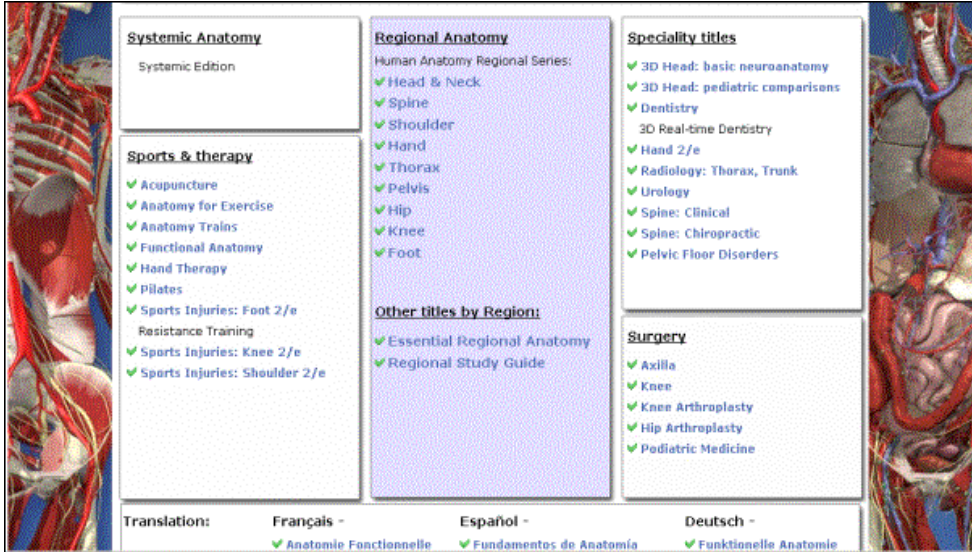 Systemic Anatomy
Systemic Edition
Sports & therapy
Acupuncture
Anatomy for Exercise
Anatomy Trains
Functional Anatomy
Hand Therapy
Pilates
Sports Injuries: Foot 2/e
Resistance Training
Sports Injuries: Knee 2/e
Sports Injuries: Shoulder 2/e
Regional Anatomy
Human Anatomy Regional Series:
Head & Neck
Spine
Shoulder
Hand
Thorax
Pelvis
Hip
Knee
Foot
Other titles by Region:
Essential Regional Anatomy
Regional Study Guide
Speciality titles
3D Head: basic neuroanatomy
3D Head: pediatric comparisons
Dentistry
3D Real-time Dentistry
Hand 2/e
Radiology: Thorax, Trunk
Urology
Spine: Clinical
Spine: Chiropractic
Pelvic Floor Disorders
Surgery
Axilla
Knee
Knee Arthroplasty
Hip Arthroplasty
Podiatric Medicine
Translation: Français - Español - Deutsch -
Anatomie Fonctionnelle Fundamentos de Anatomía Funktionelle Anatomie